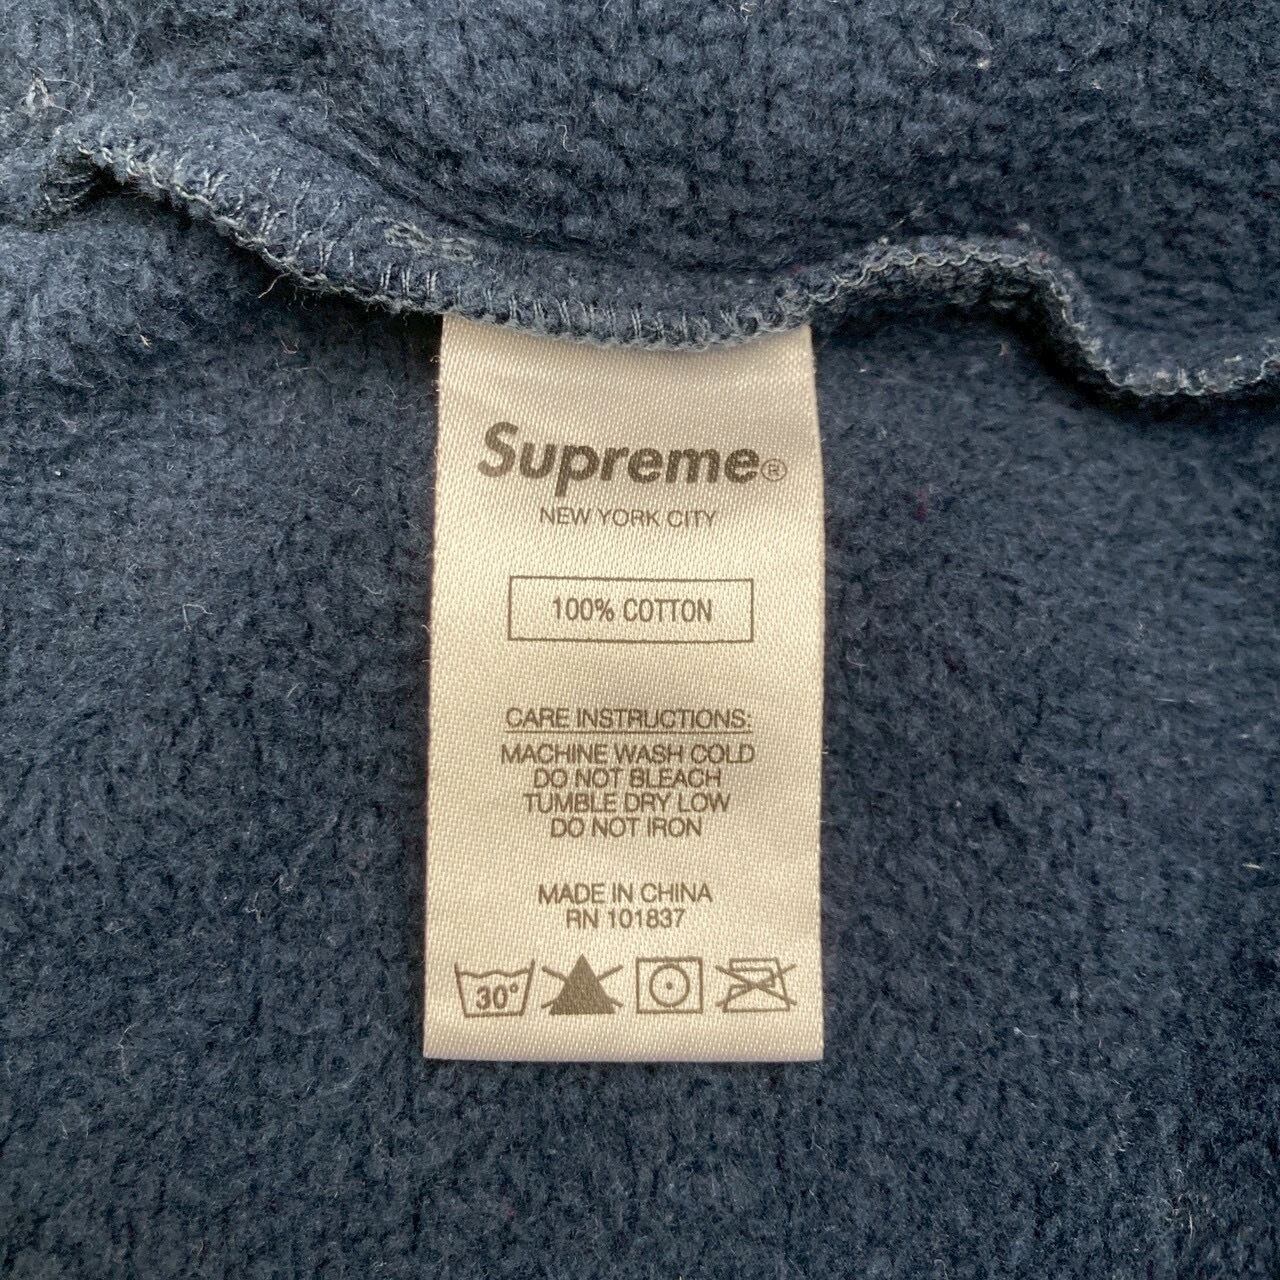 Supreme®
NEW YORK CITY
100% COTTON
CARE INSTRUCTIONS:
MACHINE WASH COLD
DO NOT BLEACH
TUMBLE DRY LOW
DO NOT IRON
MADE IN CHINA
RN 101837
30°